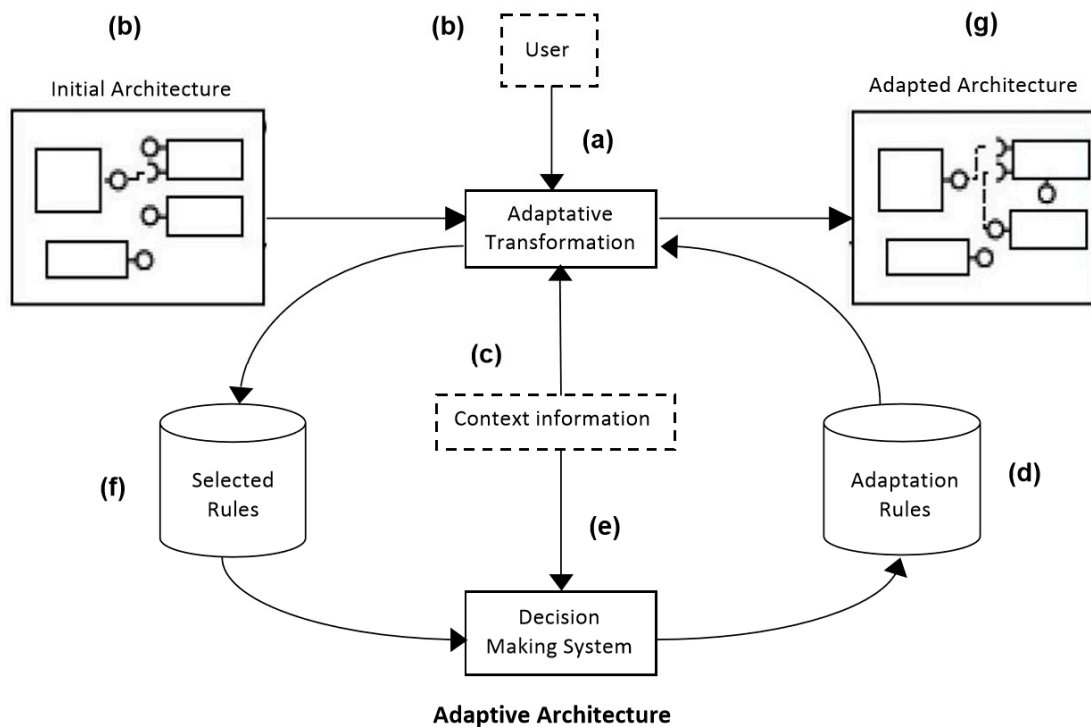 (b)
(b)
User
(g)
Initial Architecture
Adapted Architecture
(a)
Adaptative
Transformation
(c)
Context information
Selected
Rules
(f)
Adaptation
Rules
(d)
(e)
Decision
Making System
Adaptive Architecture